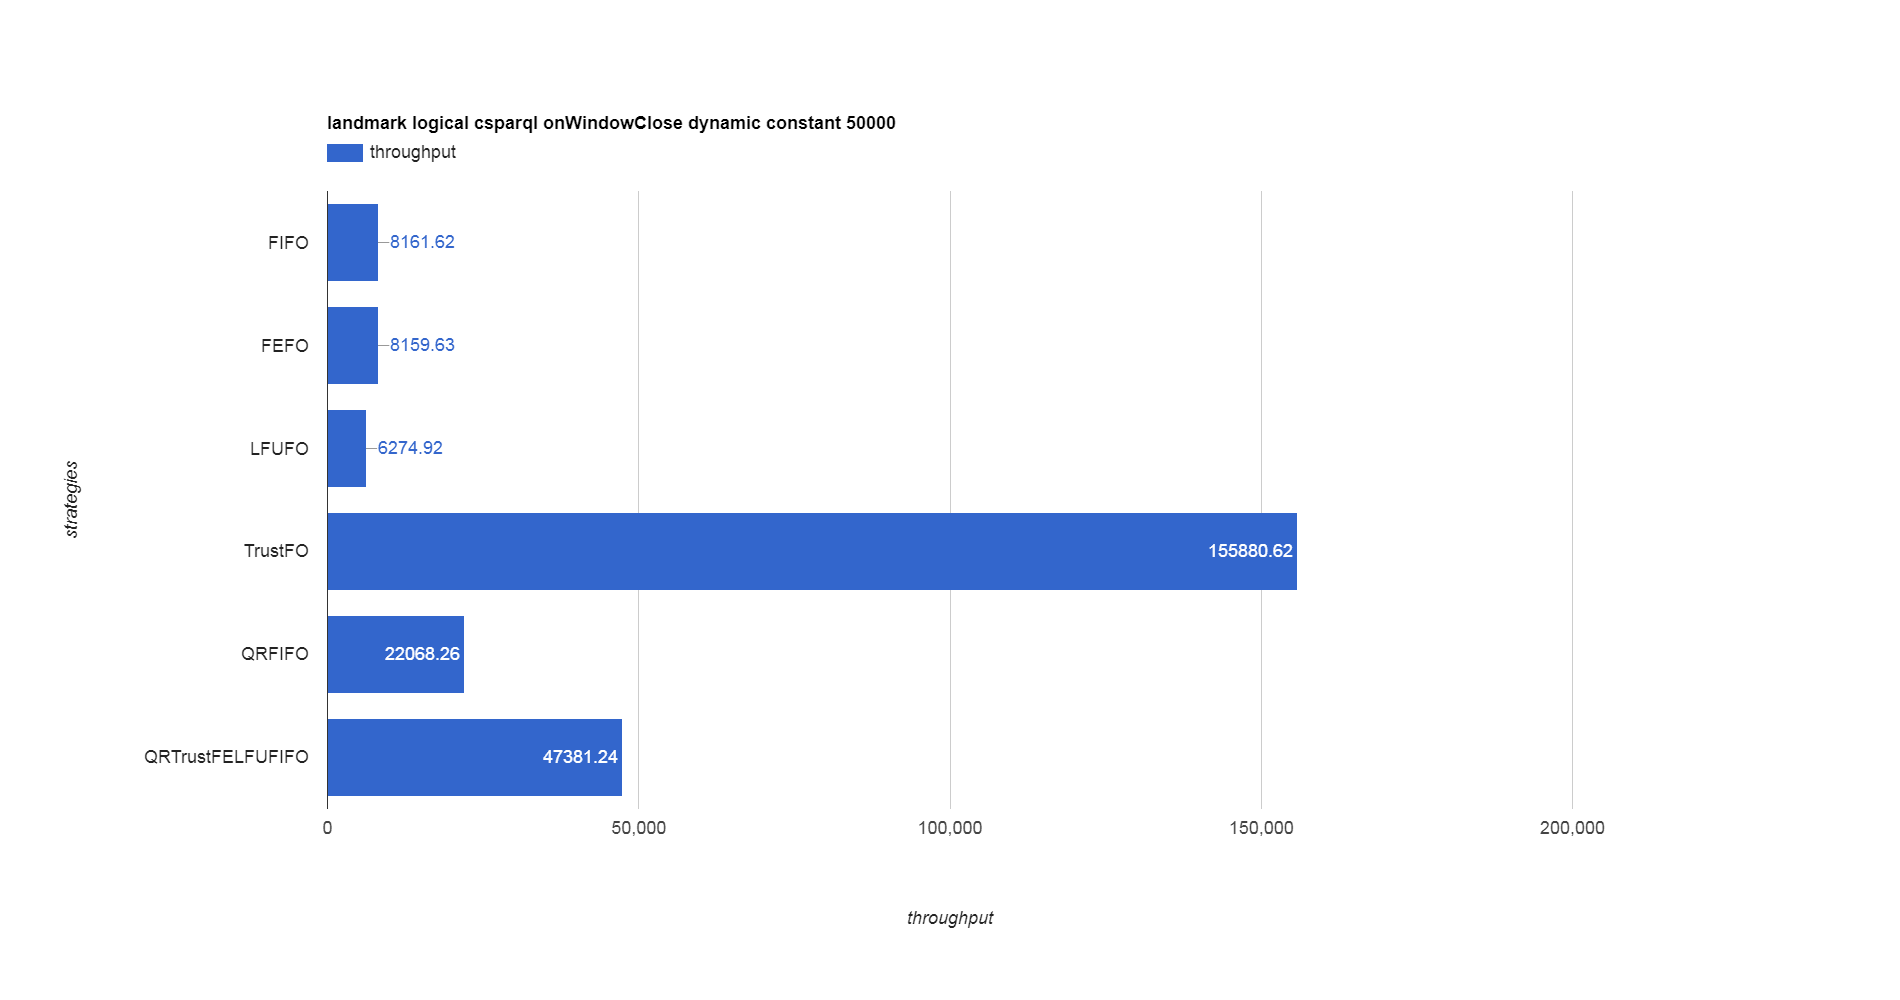 landmark logical csparql onWindowClose dynamic constant 50000
throughput
FIFO
8161.62
FEFO
8159.63
LFUFO
6274.92
strategies
TrustFO
155880.62
QRFIFO
22068.26
QRTrustFELFUFIFO
47381.24
0
50,000
100,000
150,000
200,000
throughput